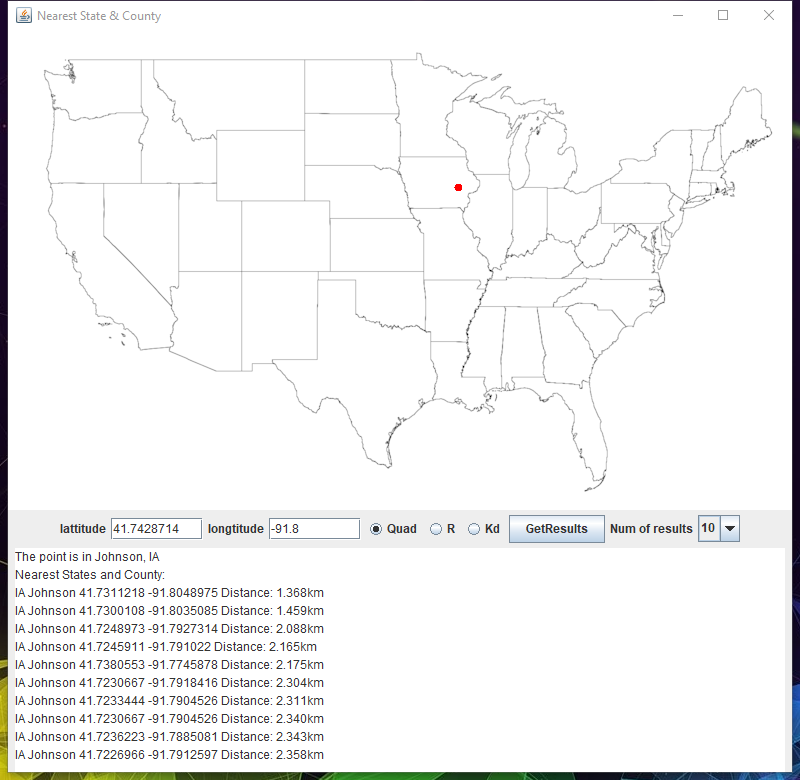 Nearest State & County
lattitude 41.7428714 longtitude -91.8 Quad R Kd GetResults Num of results 10
The point is in Johnson, IA
Nearest States and County:
IA Johnson 41.7311218 -91.8048975 Distance: 1.368km
IA Johnson 41.7300108 -91.8035085 Distance: 1.459km
IA Johnson 41.7248973 -91.7927314 Distance: 2.088km
IA Johnson 41.7245911 -91.791022 Distance: 2.165km
IA Johnson 41.7380553 -91.7745878 Distance: 2.175km
IA Johnson 41.7230667 -91.7918416 Distance: 2.304km
IA Johnson 41.7233444 -91.7904526 Distance: 2.311km
IA Johnson 41.7230667 -91.7904526 Distance: 2.340km
IA Johnson 41.7236223 -91.7885081 Distance: 2.343km
IA Johnson 41.7226966 -91.7912597 Distance: 2.358km